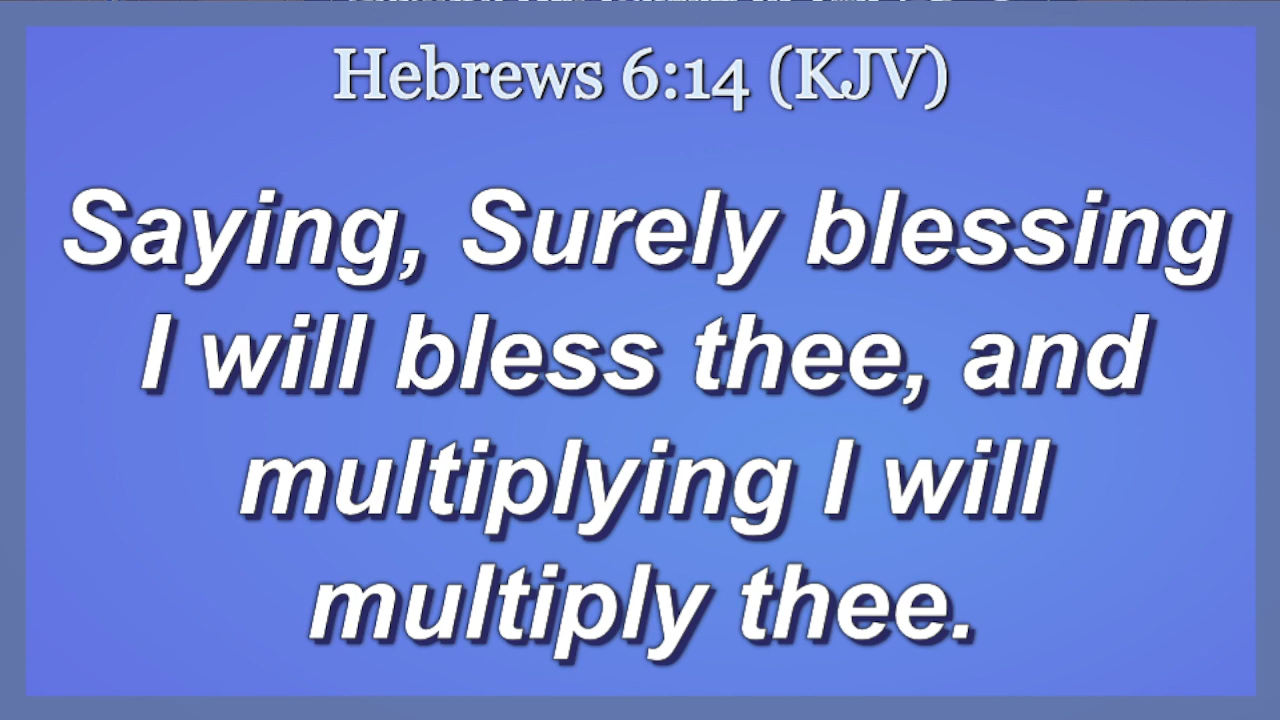 Hebrews 6:14 (KJV)
Saying, Surely blessing
I will bless thee, and
multiplying I will
multiply thee.